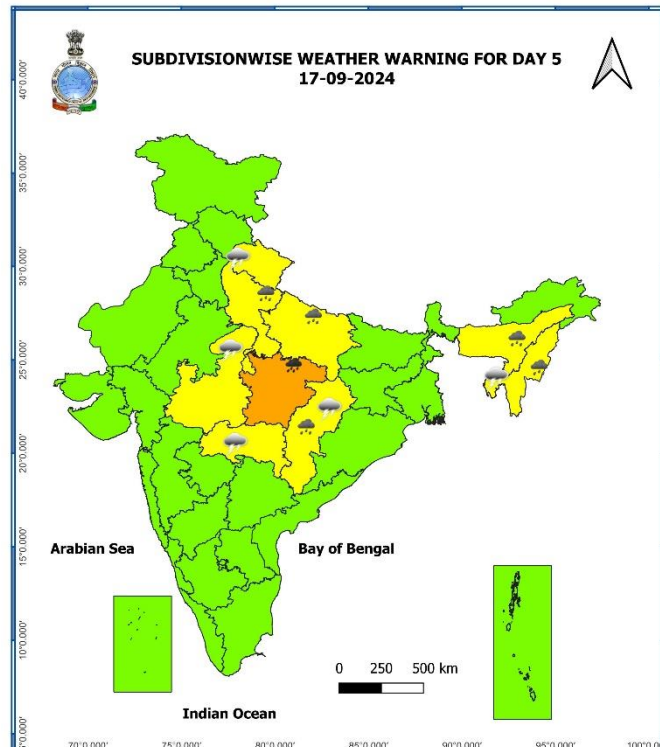 SUBDIVISIONWISE WEATHER WARNING FOR DAY 5
17-09-2024
40°0.000'
35°0.000'
30°0.000'
25°0.000'
20°0.000'
15°0.000'
10°0.000'
5°0.000'
Arabian Sea
Bay of Bengal
0 250 500 km
Indian Ocean
70°0.000' 75°0.000' 80°0.000' 85°0.000' 90°0.000' 95°0.000'